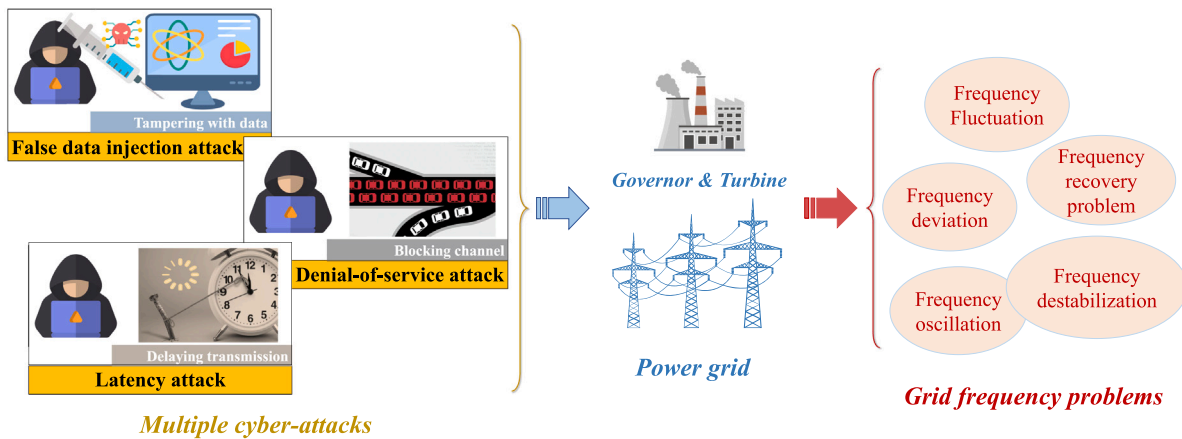 Tampering with data
False data injection attack
Blocking channel
Denial-of-service attack
Delaying transmission
Latency attack
Multiple cyber-attacks
Governor & Turbine
Power grid
Frequency
Fluctuation
Frequency
recovery
problem
Frequency
deviation
Frequency
destabilization
Frequency
oscillation
Grid frequency problems